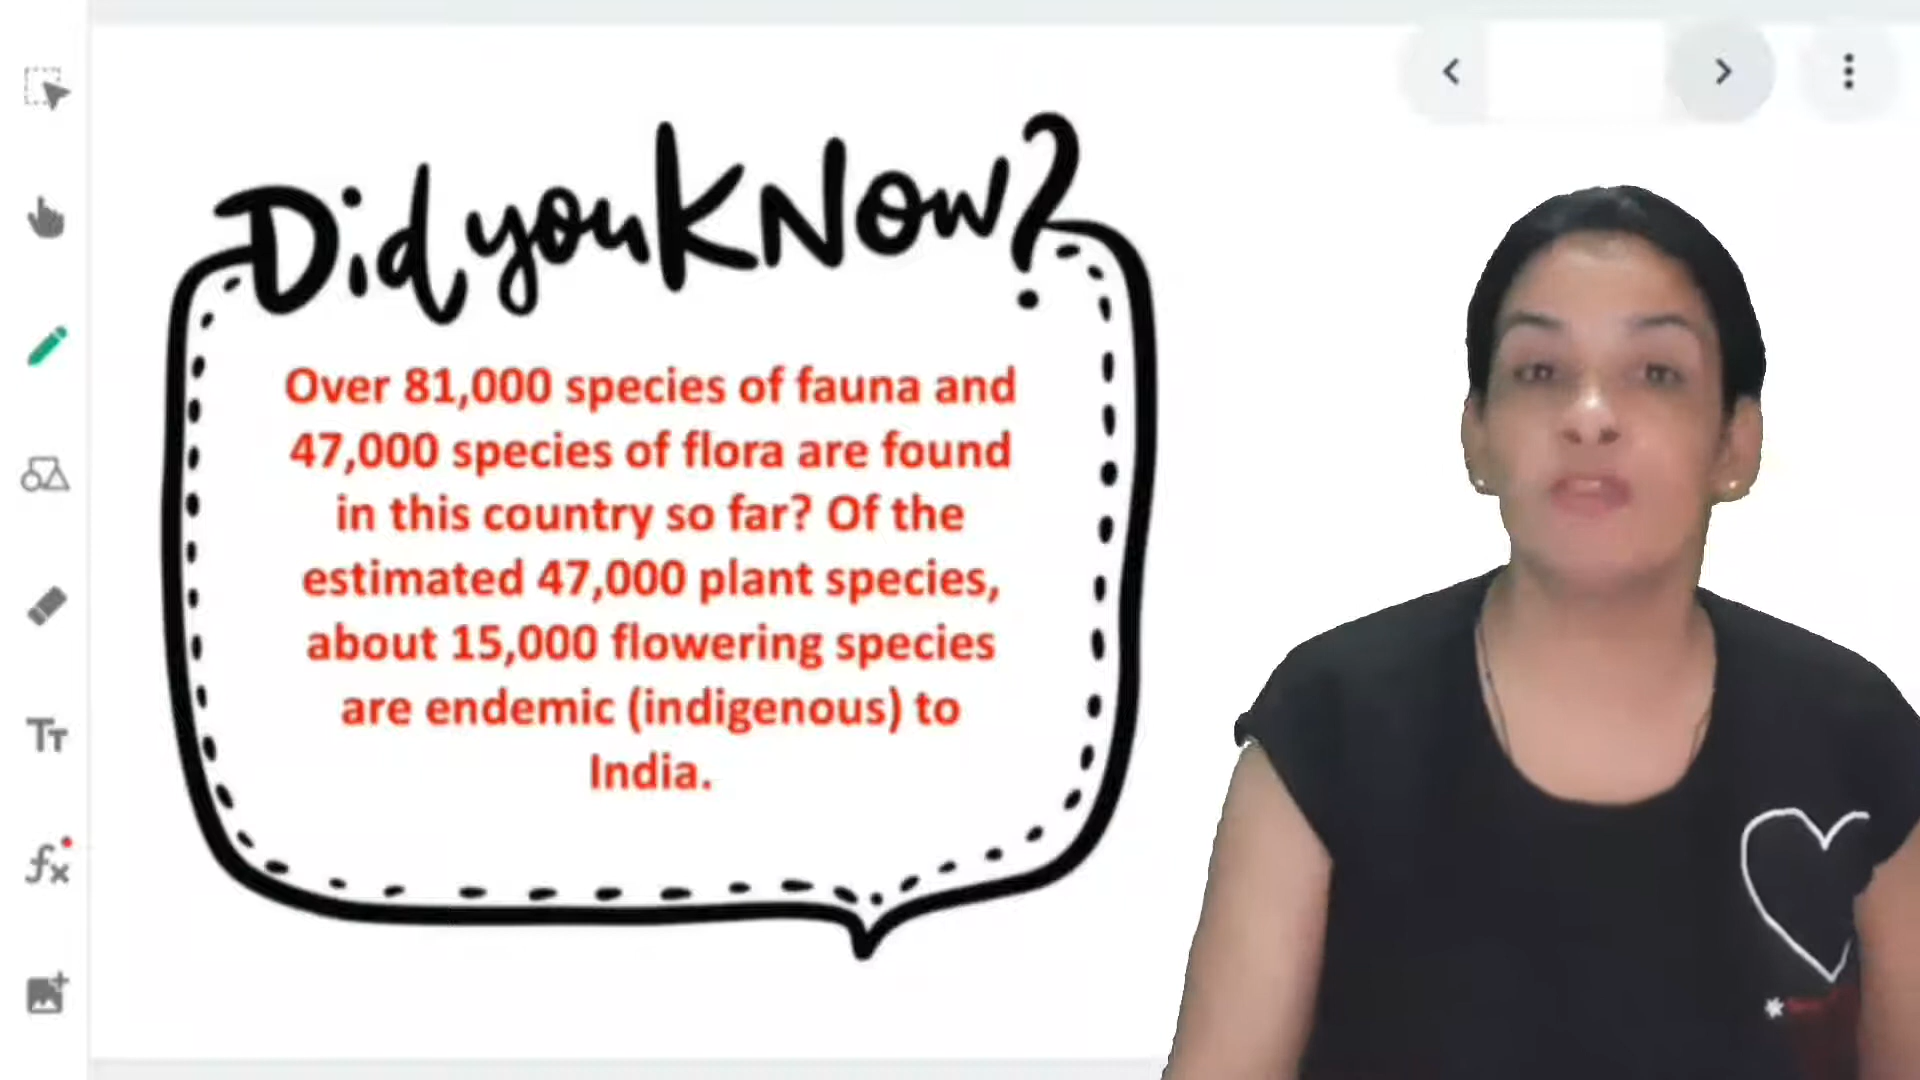 Did you KNOW?
Over 81,000 species of fauna and
47,000 species of flora are found
in this country so far? Of the
estimated 47,000 plant species,
about 15,000 flowering species
are endemic (indigenous) to
India.
TT
fx